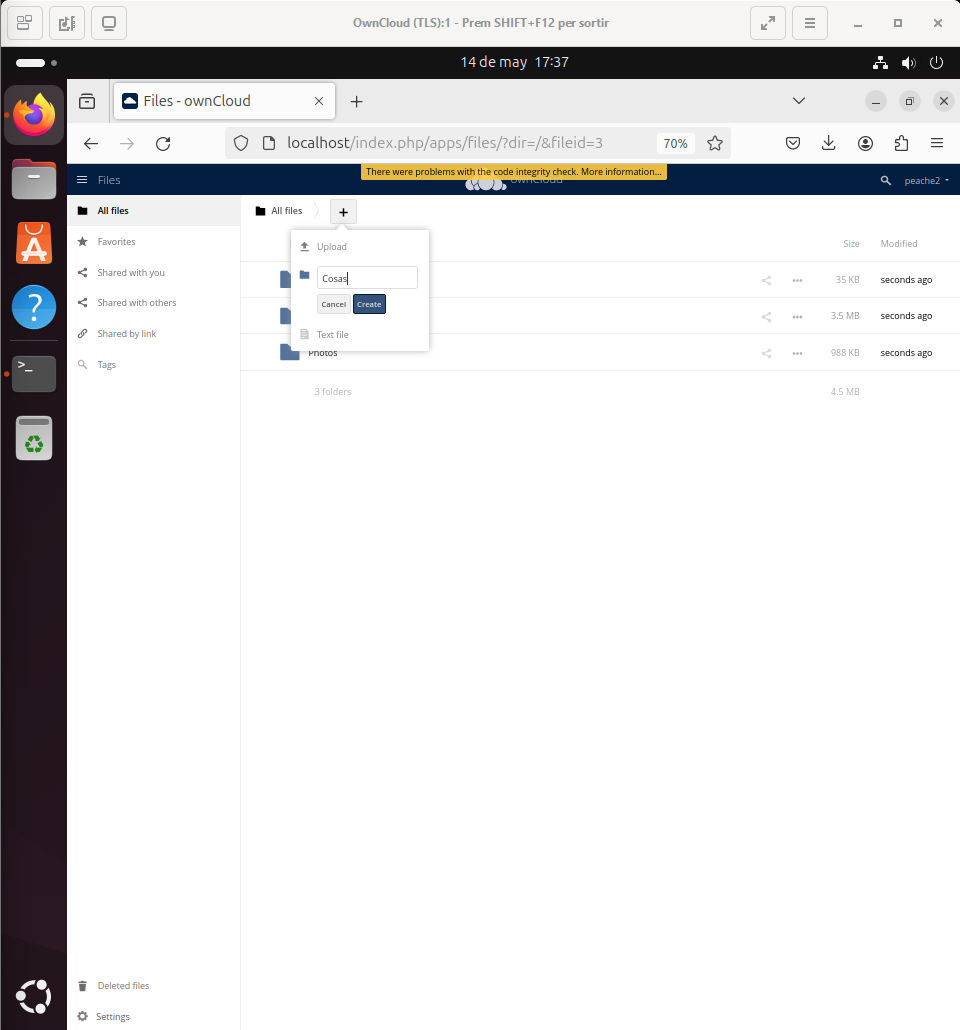 OwnCloud (TLS):1 - Prem SHIFT+F12 per sortir
14 de may 17:37
Files - ownCloud
localhost/index.php/apps/files/?dir=/&fileid=3
70%
There were problems with the code integrity check. More information...
Files
ownCloud
peache2
All files
Favorites
Shared with you
Shared with others
Shared by link
Tags
Deleted files
Settings
All files
+
Size
Modified
Upload
Cosas
Cancel
Create
Text file
35 KB
seconds ago
3.5 MB
seconds ago
Photos
988 KB
seconds ago
3 folders
4.5 MB